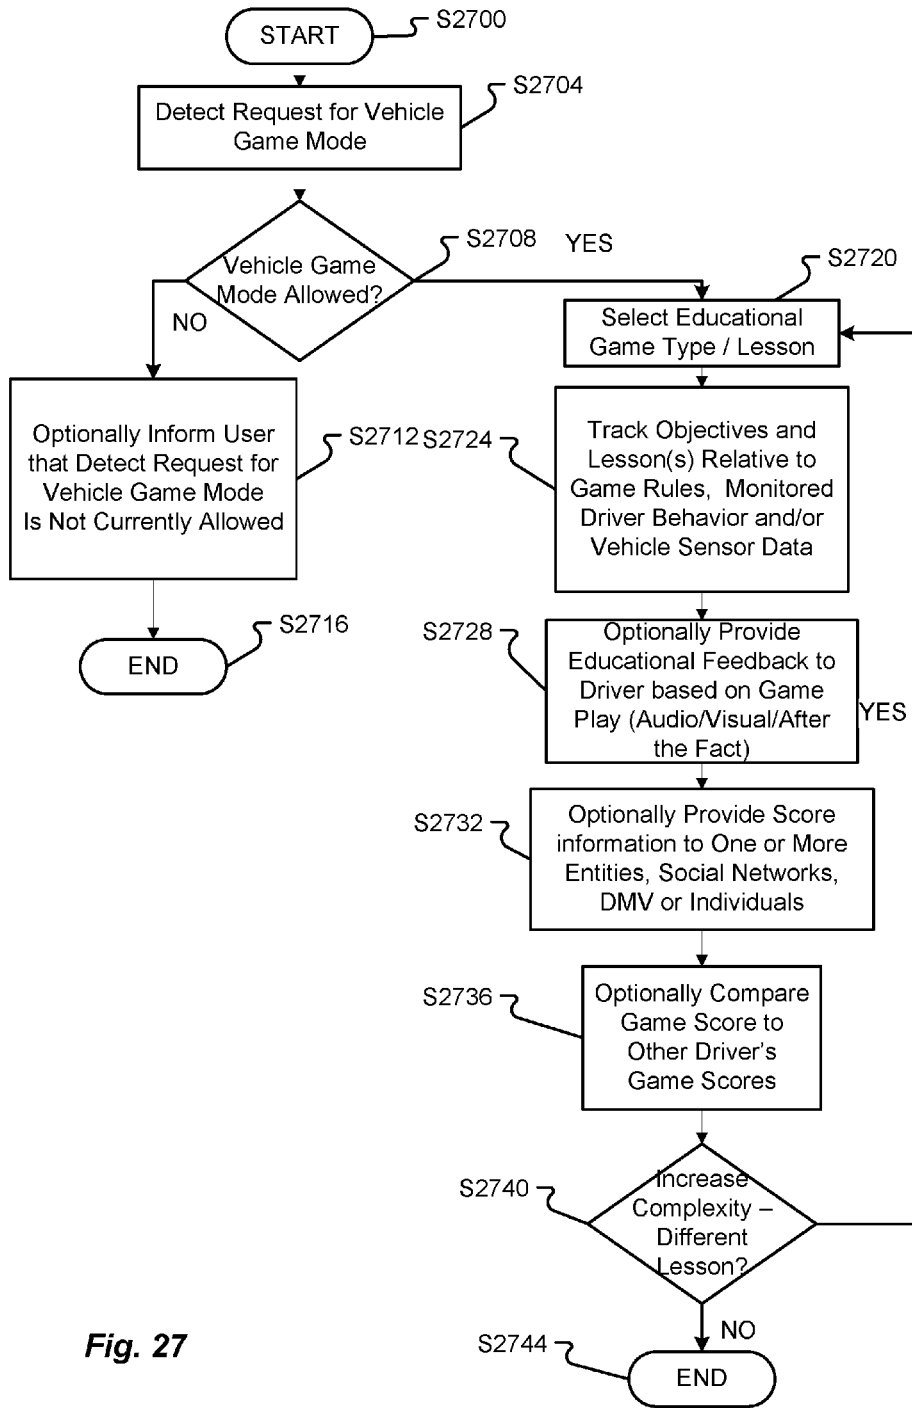 START
S2700
Detect Request for Vehicle
Game Mode
S2704
Vehicle Game
Mode Allowed?
S2708
YES
NO
S2720
Select Educational
Game Type / Lesson
Optionally Inform User
that Detect Request for
Vehicle Game Mode
Is Not Currently Allowed
S2712
S2724
Track Objectives and
Lesson(s) Relative to
Game Rules, Monitored
Driver Behavior and/or
Vehicle Sensor Data
END
S2716
S2728
Optionally Provide
Educational Feedback to
Driver based on Game
Play (Audio/Visual/After
the Fact)
YES
S2732
Optionally Provide Score
information to One or More
Entities, Social Networks,
DMV or Individuals
S2736
Optionally Compare
Game Score to
Other Driver's
Game Scores
S2740
Increase
Complexity –
Different
Lesson?
NO
S2744
END
Fig. 27